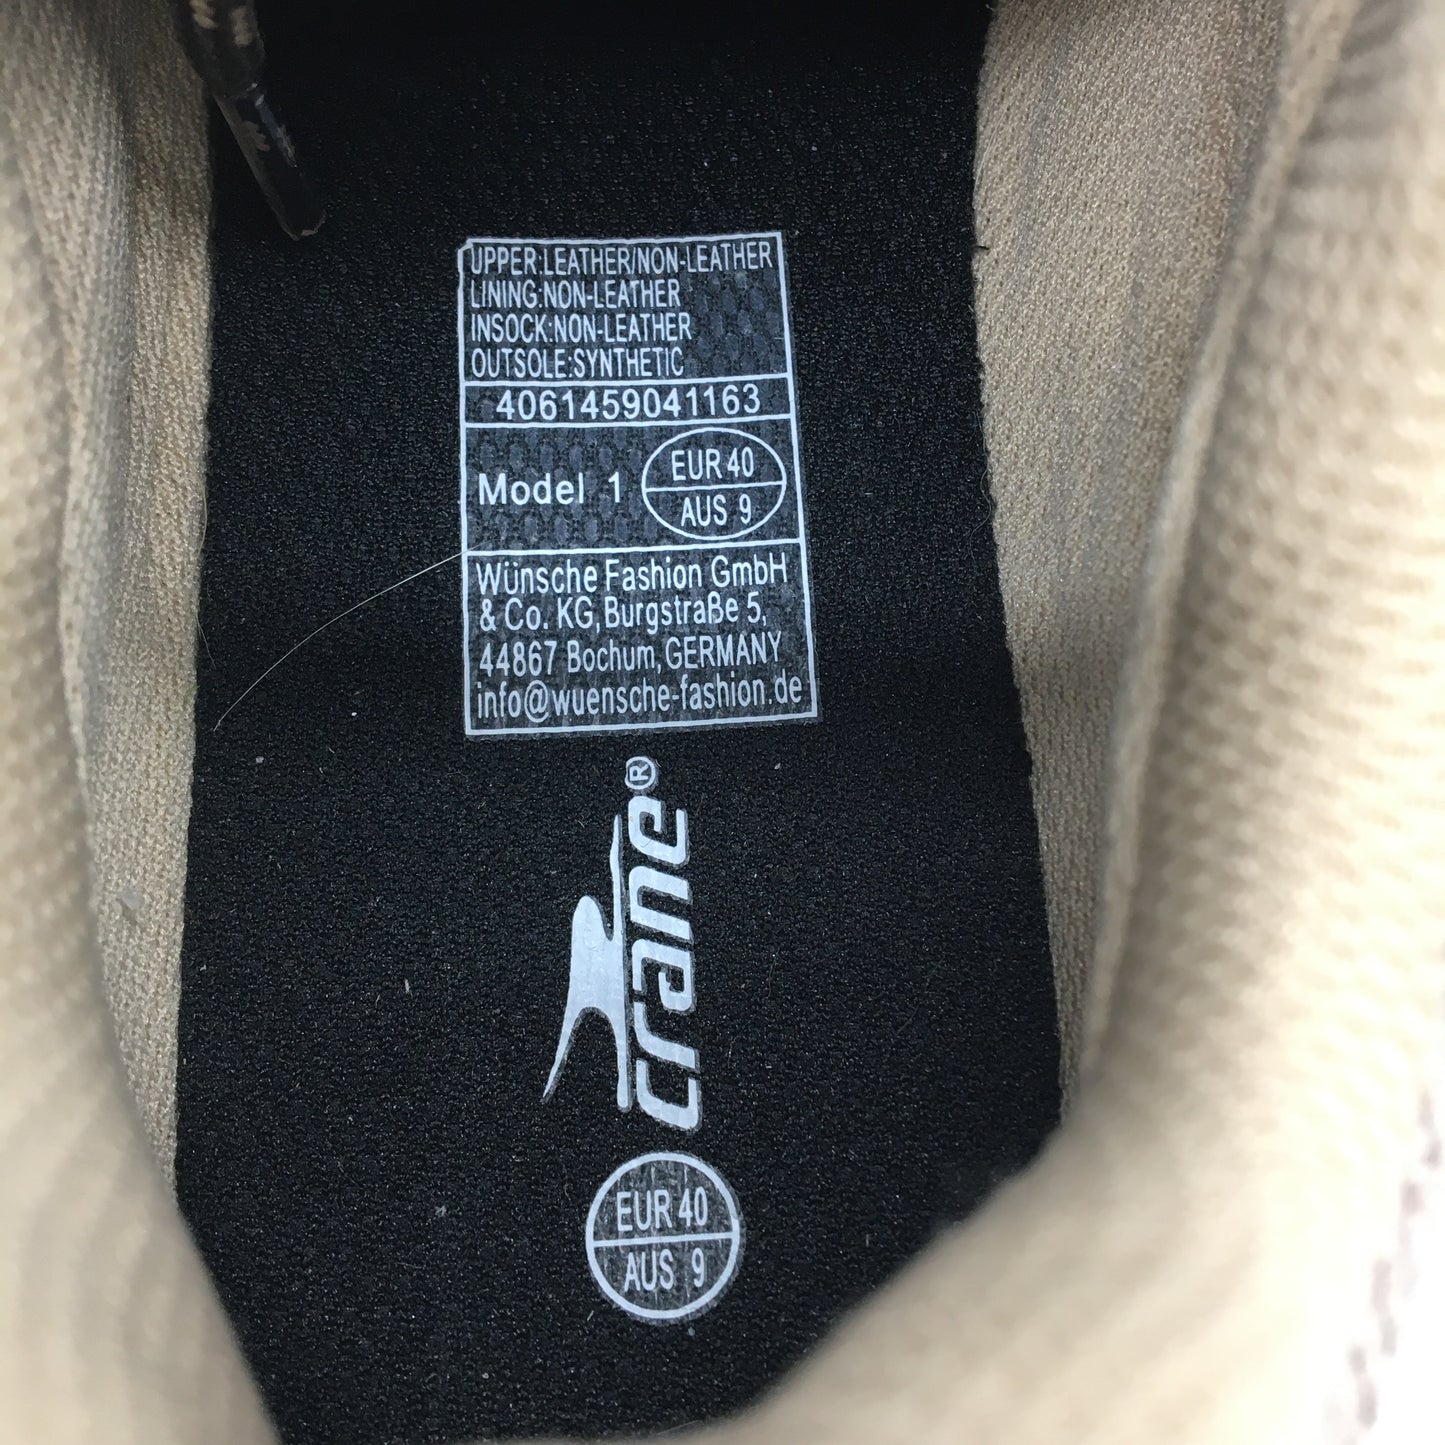 UPPER:LEATHER/NON-LEATHER
LINING:NON-LEATHER
INSOCK:NON-LEATHER
OUTSOLE:SYNTHETIC
4061459041163
Model 1
EUR 40
AUS 9
Wünsche Fashion GmbH
& Co. KG, Burgstraße 5,
44867 Bochum, GERMANY
info@wuensche-fashion.de
crane®
EUR 40
AUS 9